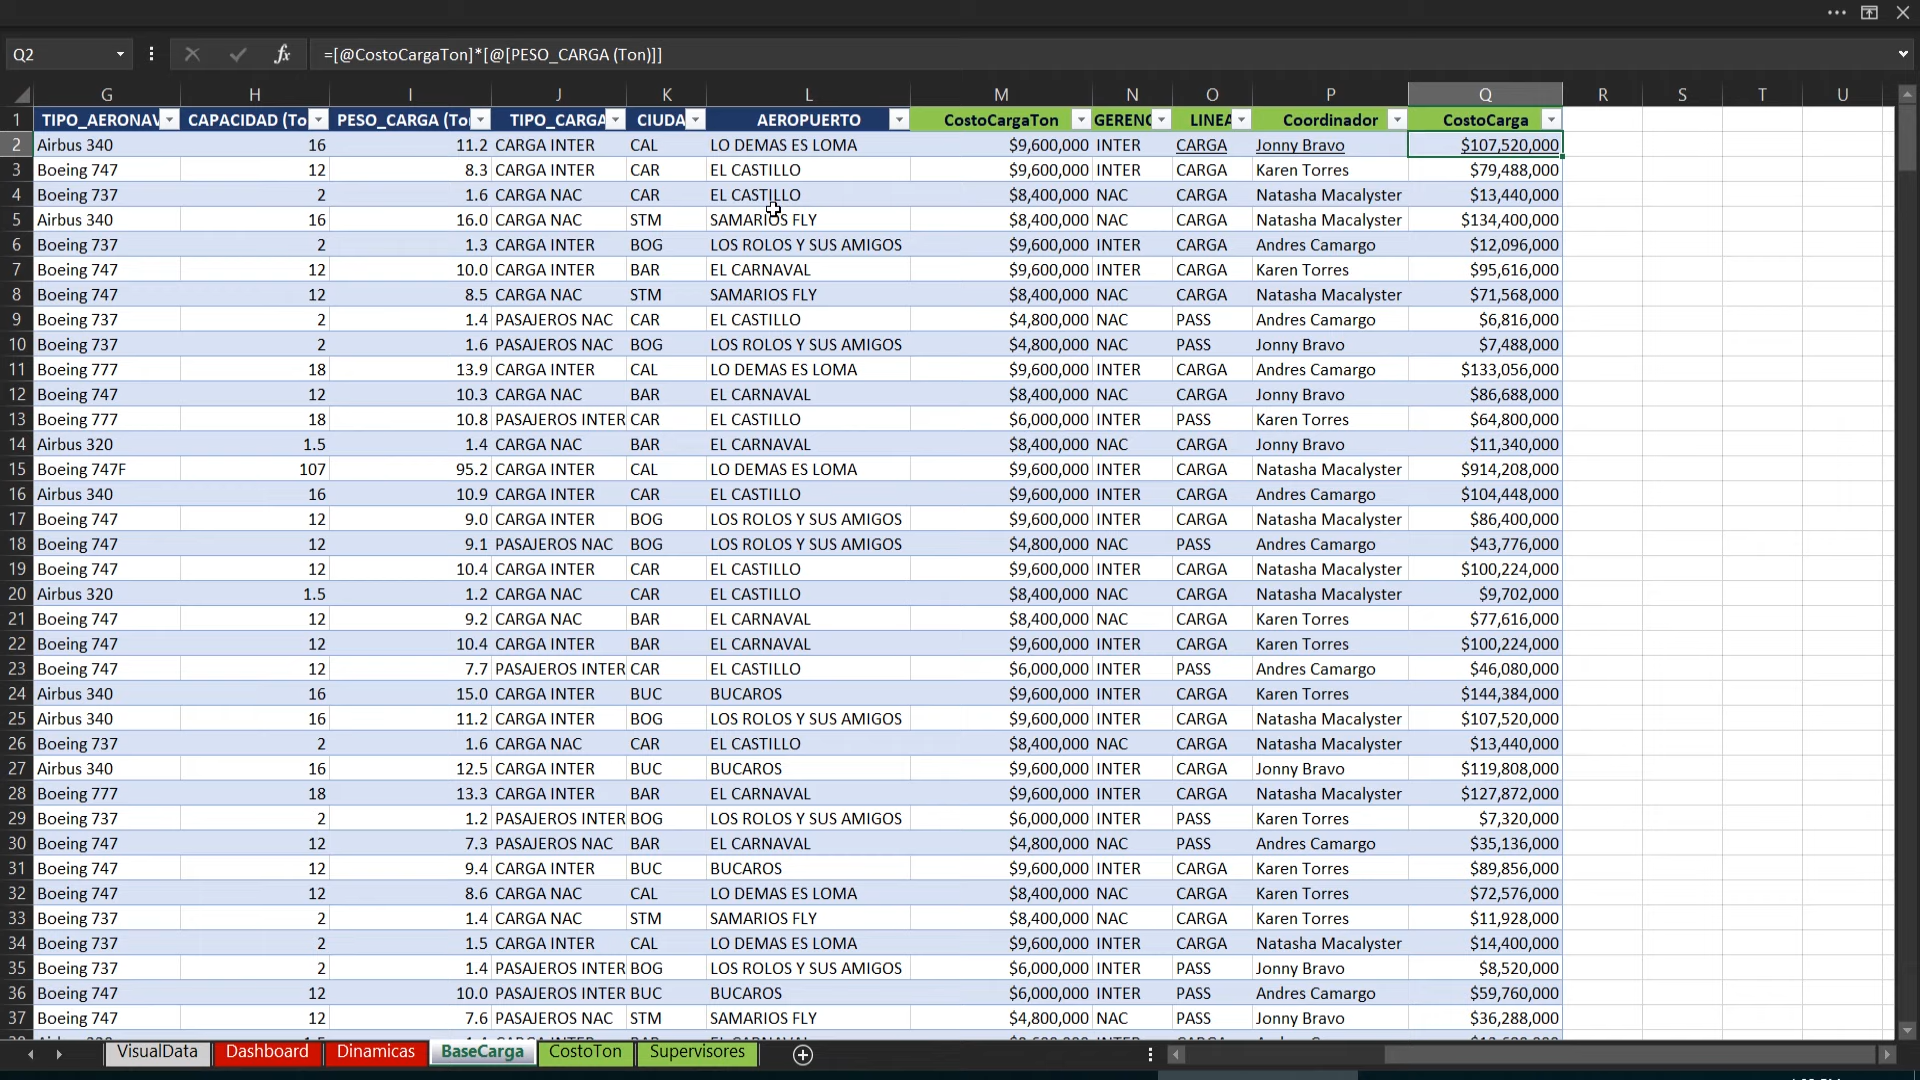 Q2 fx =[@CostoCargaTon]*[@[PESO_CARGA (Ton)]]
G H I J K L M N O P Q R S T U
1 TIPO_AERONAV CAPACIDAD (To PESO_CARGA (To TIPO_CARGA CIUDA AEROPUERTO CostoCargaTon GERENC LINEA Coordinador CostoCarga
2 Airbus 340 16 11.2 CARGA INTER CAL LO DEMAS ES LOMA $9,600,000 INTER CARGA Jonny Bravo $107,520,000
3 Boeing 747 12 8.3 CARGA INTER CAR EL CASTILLO $9,600,000 INTER CARGA Karen Torres $79,488,000
4 Boeing 737 2 1.6 CARGA NAC CAR EL CASTILLO $8,400,000 NAC CARGA Natasha Macalyster $13,440,000
5 Airbus 340 16 16.0 CARGA NAC STM SAMARIOS FLY $8,400,000 NAC CARGA Natasha Macalyster $134,400,000
6 Boeing 737 2 1.3 CARGA INTER BOG LOS ROLOS Y SUS AMIGOS $9,600,000 INTER CARGA Andres Camargo $12,096,000
7 Boeing 747 12 10.0 CARGA INTER BAR EL CARNAVAL $9,600,000 INTER CARGA Karen Torres $95,616,000
8 Boeing 747 12 8.5 CARGA NAC STM SAMARIOS FLY $8,400,000 NAC CARGA Natasha Macalyster $71,568,000
9 Boeing 737 2 1.4 PASAJEROS NAC CAR EL CASTILLO $4,800,000 NAC PASS Andres Camargo $6,816,000
10 Boeing 737 2 1.6 PASAJEROS NAC BOG LOS ROLOS Y SUS AMIGOS $4,800,000 NAC PASS Jonny Bravo $7,488,000
11 Boeing 777 18 13.9 CARGA INTER CAL LO DEMAS ES LOMA $9,600,000 INTER CARGA Andres Camargo $133,056,000
12 Boeing 747 12 10.3 CARGA NAC BAR EL CARNAVAL $8,400,000 NAC CARGA Jonny Bravo $86,688,000
13 Boeing 777 18 10.8 PASAJEROS INTER CAR EL CASTILLO $6,000,000 INTER PASS Karen Torres $64,800,000
14 Airbus 320 1.5 1.4 CARGA NAC BAR EL CARNAVAL $8,400,000 NAC CARGA Jonny Bravo $11,340,000
15 Boeing 747F 107 95.2 CARGA INTER CAL LO DEMAS ES LOMA $9,600,000 INTER CARGA Natasha Macalyster $914,208,000
16 Airbus 340 16 10.9 CARGA INTER CAR EL CASTILLO $9,600,000 INTER CARGA Andres Camargo $104,448,000
17 Boeing 747 12 9.0 CARGA INTER BOG LOS ROLOS Y SUS AMIGOS $9,600,000 INTER CARGA Natasha Macalyster $86,400,000
18 Boeing 747 12 9.1 PASAJEROS NAC BOG LOS ROLOS Y SUS AMIGOS $4,800,000 NAC PASS Andres Camargo $43,776,000
19 Boeing 747 12 10.4 CARGA INTER CAR EL CASTILLO $9,600,000 INTER CARGA Natasha Macalyster $100,224,000
20 Airbus 320 1.5 1.2 CARGA NAC CAR EL CASTILLO $8,400,000 NAC CARGA Natasha Macalyster $9,702,000
21 Boeing 747 12 9.2 CARGA NAC BAR EL CARNAVAL $8,400,000 NAC CARGA Karen Torres $77,616,000
22 Boeing 747 12 10.4 CARGA INTER BAR EL CARNAVAL $9,600,000 INTER CARGA Karen Torres $100,224,000
23 Boeing 747 12 7.7 PASAJEROS INTER CAR EL CASTILLO $6,000,000 INTER PASS Andres Camargo $46,080,000
24 Airbus 340 16 15.0 CARGA INTER BUC BUCAROS $9,600,000 INTER CARGA Karen Torres $144,384,000
25 Airbus 340 16 11.2 CARGA INTER BOG LOS ROLOS Y SUS AMIGOS $9,600,000 INTER CARGA Natasha Macalyster $107,520,000
26 Boeing 737 2 1.6 CARGA NAC CAR EL CASTILLO $8,400,000 NAC CARGA Natasha Macalyster $13,440,000
27 Airbus 340 16 12.5 CARGA INTER BUC BUCAROS $9,600,000 INTER CARGA Jonny Bravo $119,808,000
28 Boeing 777 18 13.3 CARGA INTER BAR EL CARNAVAL $9,600,000 INTER CARGA Natasha Macalyster $127,872,000
29 Boeing 737 2 1.2 PASAJEROS INTER BOG LOS ROLOS Y SUS AMIGOS $6,000,000 INTER PASS Karen Torres $7,320,000
30 Boeing 747 12 7.3 PASAJEROS NAC BAR EL CARNAVAL $4,800,000 NAC PASS Andres Camargo $35,136,000
31 Boeing 747 12 9.4 CARGA INTER BUC BUCAROS $9,600,000 INTER CARGA Karen Torres $89,856,000
32 Boeing 747 12 8.6 CARGA NAC CAL LO DEMAS ES LOMA $8,400,000 NAC CARGA Karen Torres $72,576,000
33 Boeing 737 2 1.4 CARGA NAC STM SAMARIOS FLY $8,400,000 NAC CARGA Karen Torres $11,928,000
34 Boeing 737 2 1.5 CARGA INTER CAL LO DEMAS ES LOMA $9,600,000 INTER CARGA Natasha Macalyster $14,400,000
35 Boeing 737 2 1.4 PASAJEROS INTER BOG LOS ROLOS Y SUS AMIGOS $6,000,000 INTER PASS Jonny Bravo $8,520,000
36 Boeing 747 12 10.0 PASAJEROS INTER BUC BUCAROS $6,000,000 INTER PASS Andres Camargo $59,760,000
37 Boeing 747 12 7.6 PASAJEROS NAC STM SAMARIOS FLY $4,800,000 NAC PASS Jonny Bravo $36,288,000
VisualData Dashboard Dinamicas BaseCarga CostoTon Supervisores